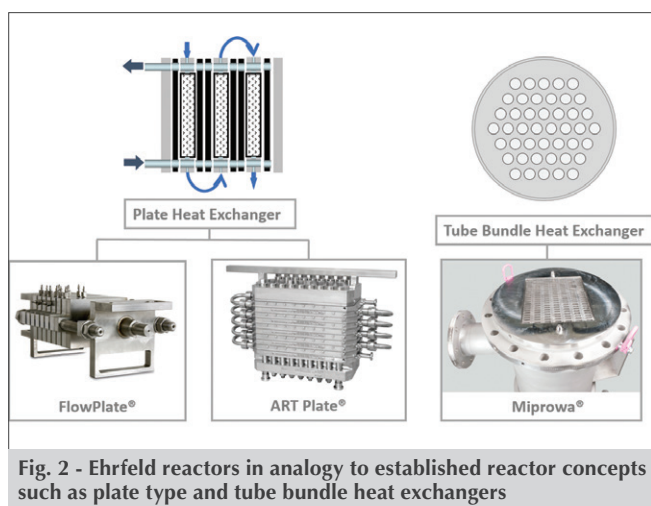 Plate Heat Exchanger
Tube Bundle Heat Exchanger
FlowPlate®
ART Plate®
Miprowa®
Fig. 2 - Ehrfeld reactors in analogy to established reactor concepts
such as plate type and tube bundle heat exchangers